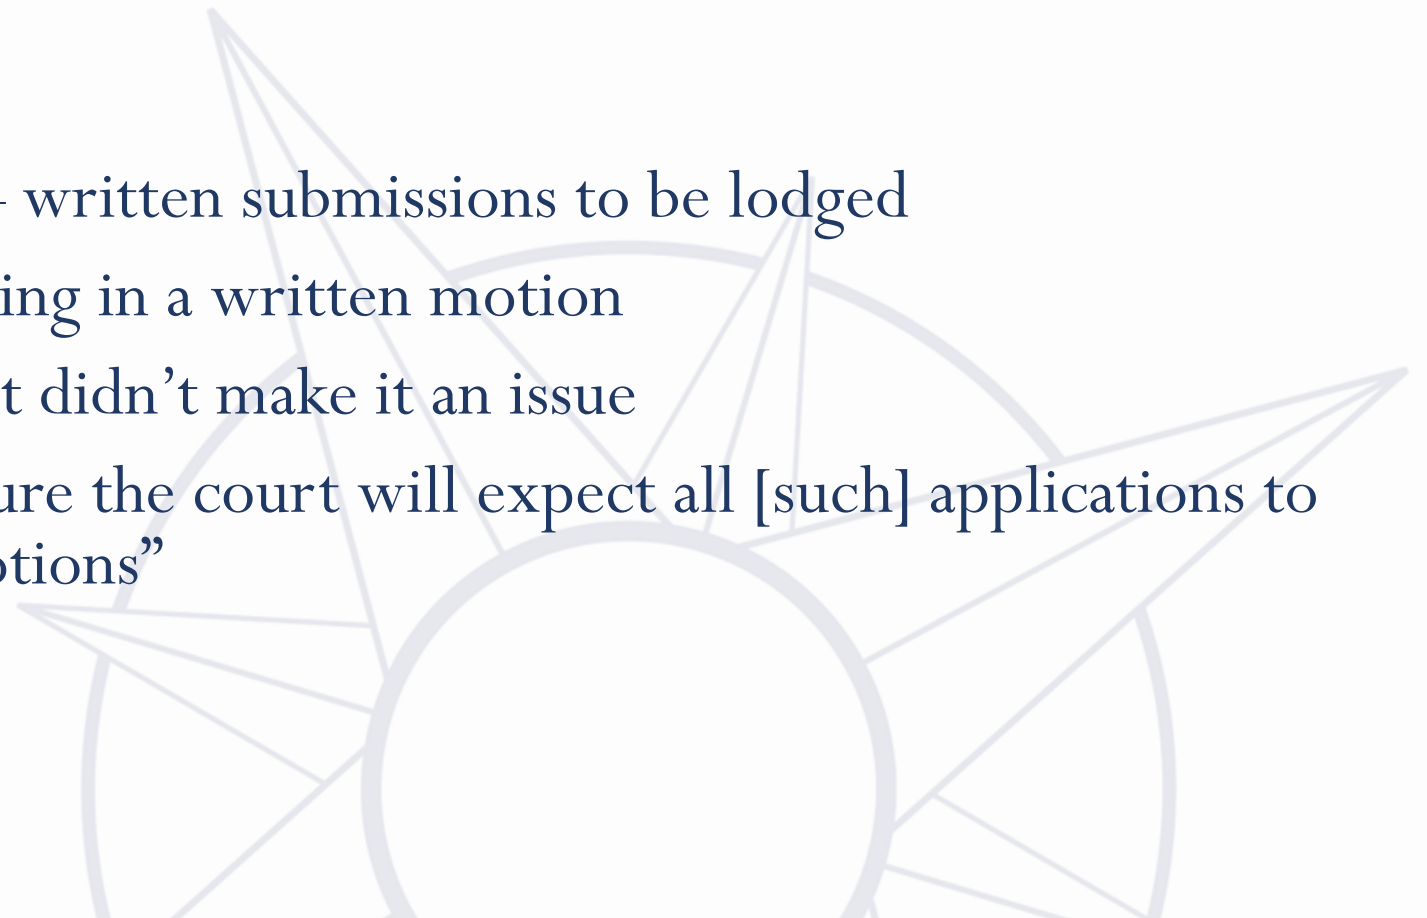 - written submissions to be lodged
ing in a written motion
t didn’t make it an issue
ure the court will expect all [such] applications to
otions”